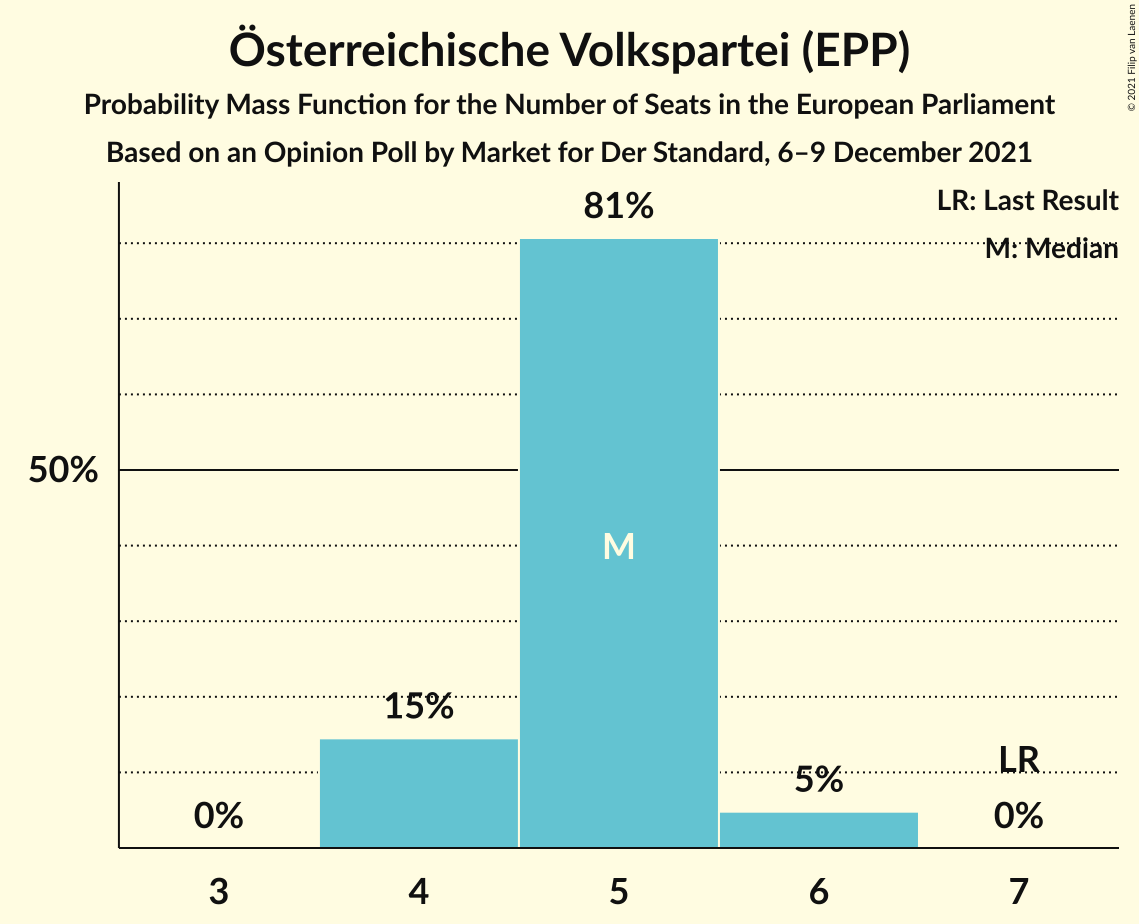 Österreichische Volkspartei (EPP)
Probability Mass Function for the Number of Seats in the European Parliament
Based on an Opinion Poll by Market for Der Standard, 6–9 December 2021
© 2021 Filip van Laenen
LR: Last Result
M: Median
81%
50%
M
15%
LR
5%
0%
0%
3
4
5
6
7